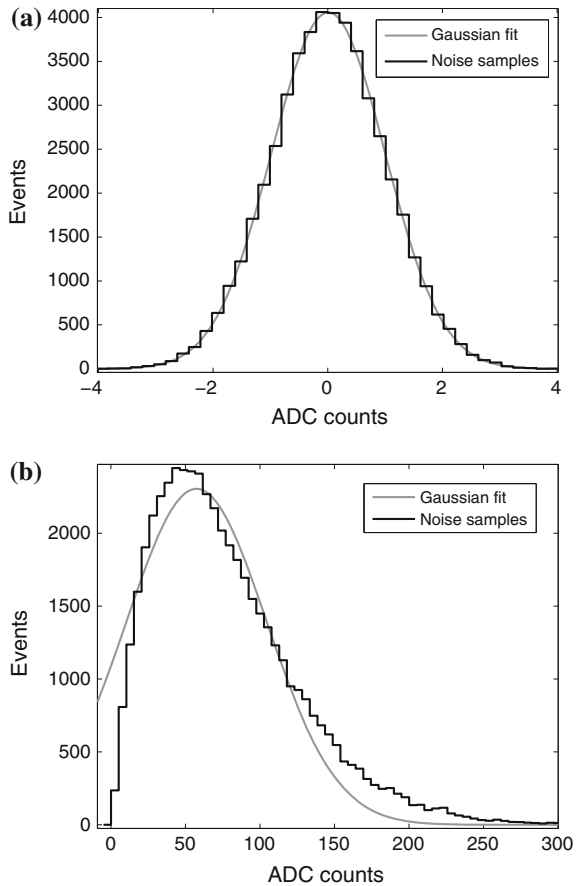 (a)
4000
3500
3000
2500
2000
1500
1000
500
0
Events
Gaussian fit
Noise samples
−4
−2
0
2
4
ADC counts
(b)
2000
1500
1000
500
0
Events
Gaussian fit
Noise samples
0
50
100
150
200
250
300
ADC counts